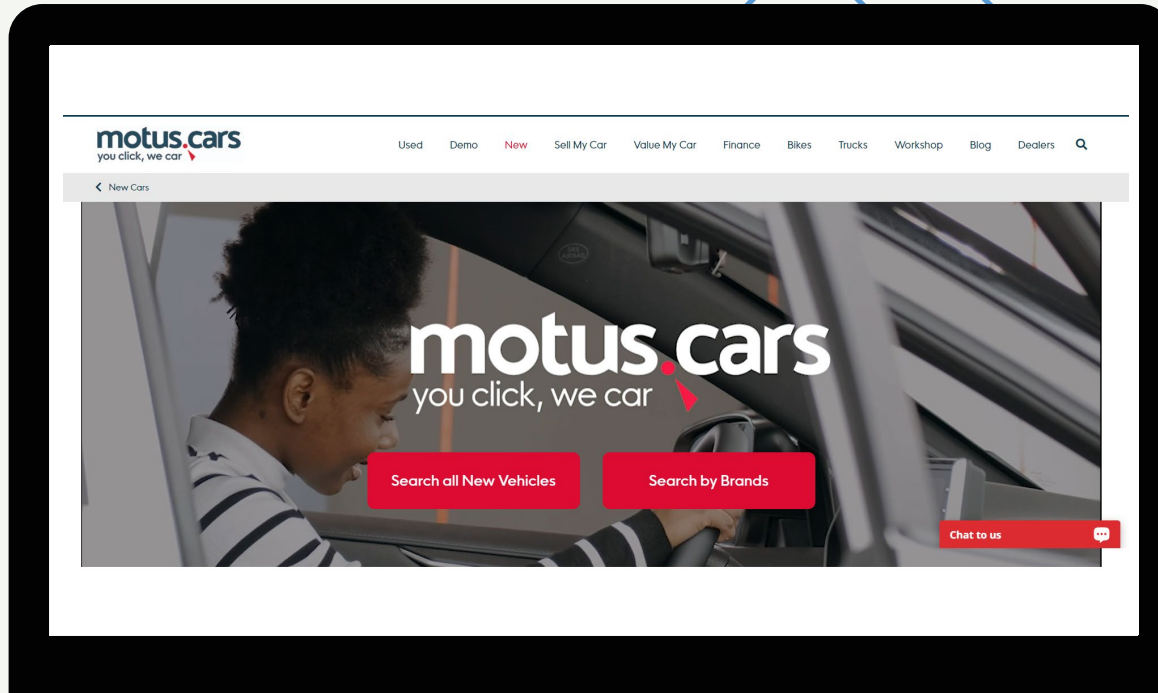 motus.cars
you click, we car
Used Demo New Sell My Car Value My Car Finance Bikes Trucks Workshop Blog Dealers
New Cars
SRS
AIRBAG
motus.cars
you click, we car
Search all New Vehicles Search by Brands
Chat to us